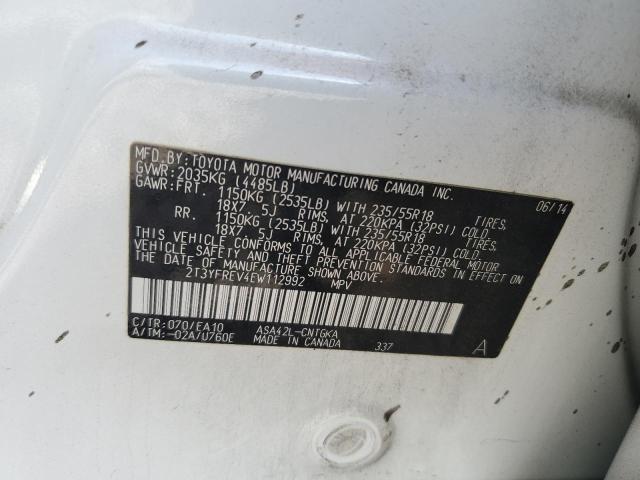 MFD.BY:TOYOTA MOTOR MANUFACTURING CANADA INC.
GVWR:2035KG (4485LB) 06/14
GAWR:FRT. 1150KG (2535LB) WITH 235/55R18
18X7. 5J RIMS, AT 220KPA (32PSI) COLD.
RR. 1150KG (2535LB) WITH 235/55R18
18X7. 5J RIMS, AT 220KPA (32PSI) COLD.
THIS VEHICLE CONFORMS TO ALL APPLICABLE FEDERAL MOTOR
VEHICLE SAFETY, BUMPER, AND THEFT PREVENTION STANDARDS
IN EFFECT ON THE DATE OF MANUFACTURE SHOWN ABOVE.
2T3YFREV4EW112992 MPV
C/TR:070/EA10 ASA42L-CNTGKA
A/TM:-02A/U760E MADE IN CANADA 337 A